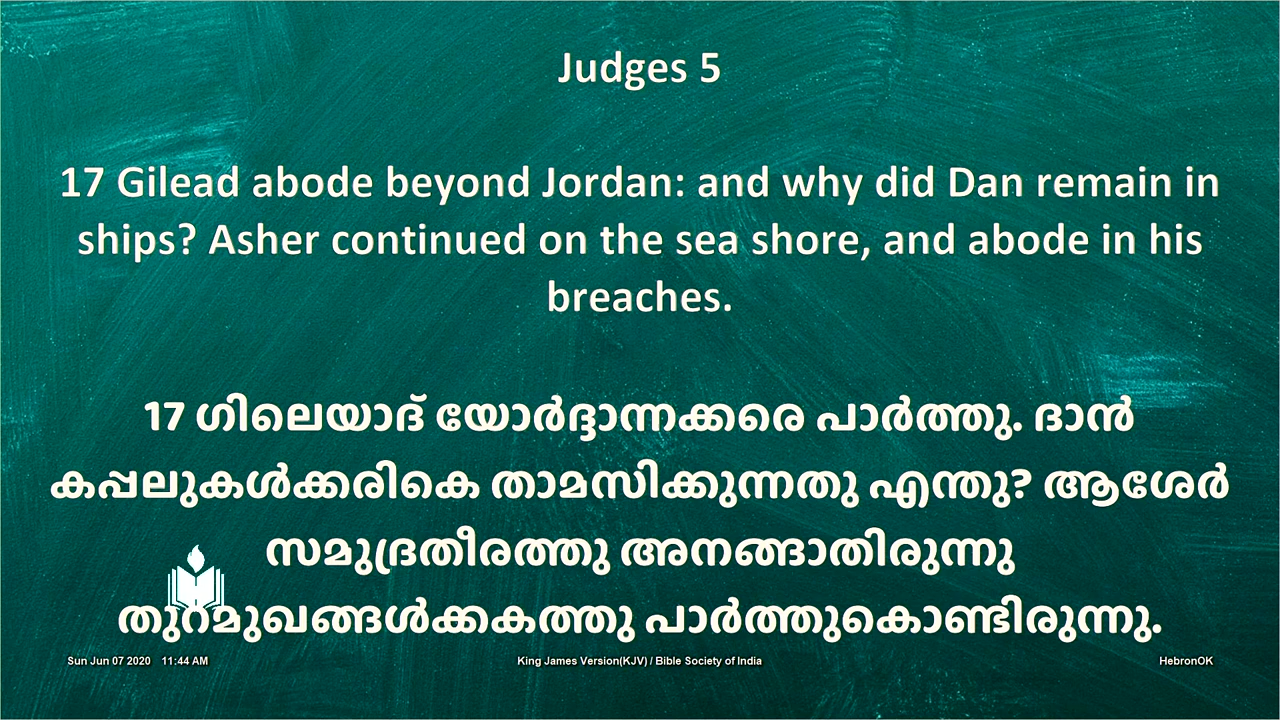 Judges 5
17 Gilead abode beyond Jordan: and why did Dan remain in
ships? Asher continued on the sea shore, and abode in his
breaches.
17 ഗിലെയാദ് യോർദ്ദാന്നക്കരെ പാർത്തു. ദാൻ
കപ്പലുകൾക്കരികെ താമസിക്കുന്നതു എന്തു? ആശേർ
സമുദ്രതീരത്തു അനങ്ങാതിരുന്നു
തുറമുഖങ്ങൾക്കകത്തു പാർത്തുകൊണ്ടിരുന്നു.
Sun Jun 07 2020 11:44 AM King James Version(KJV) / Bible Society of India HebronOK